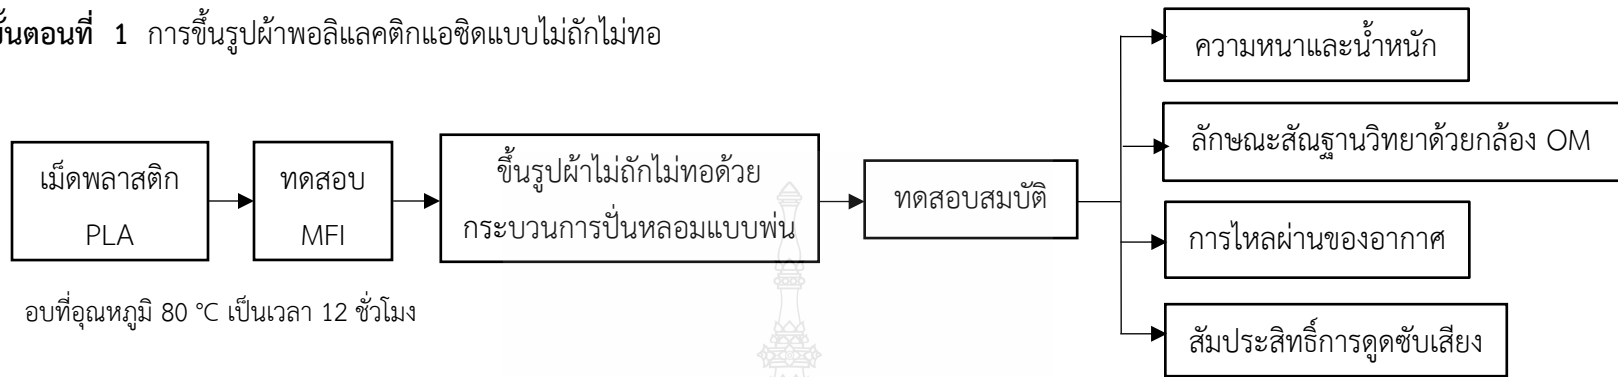 ขั้นตอนที่ 1 การขึ้นรูปผ้าพอลิแลคติกแอซิดแบบไม่ถักไม่ทอ
เม็ดพลาสติก
PLA
ทดสอบ
MFI
ขึ้นรูปผ้าไม่ถักไม่ทอด้วย
กระบวนการปั่นหลอมแบบพ่น
ทดสอบสมบัติ
ความหนาและน้ำหนัก
ลักษณะสัณฐานวิทยาด้วยกล้อง OM
การไหลผ่านของอากาศ
สัมประสิทธิ์การดูดซับเสียง
อบที่อุณหภูมิ 80 °C เป็นเวลา 12 ชั่วโมง